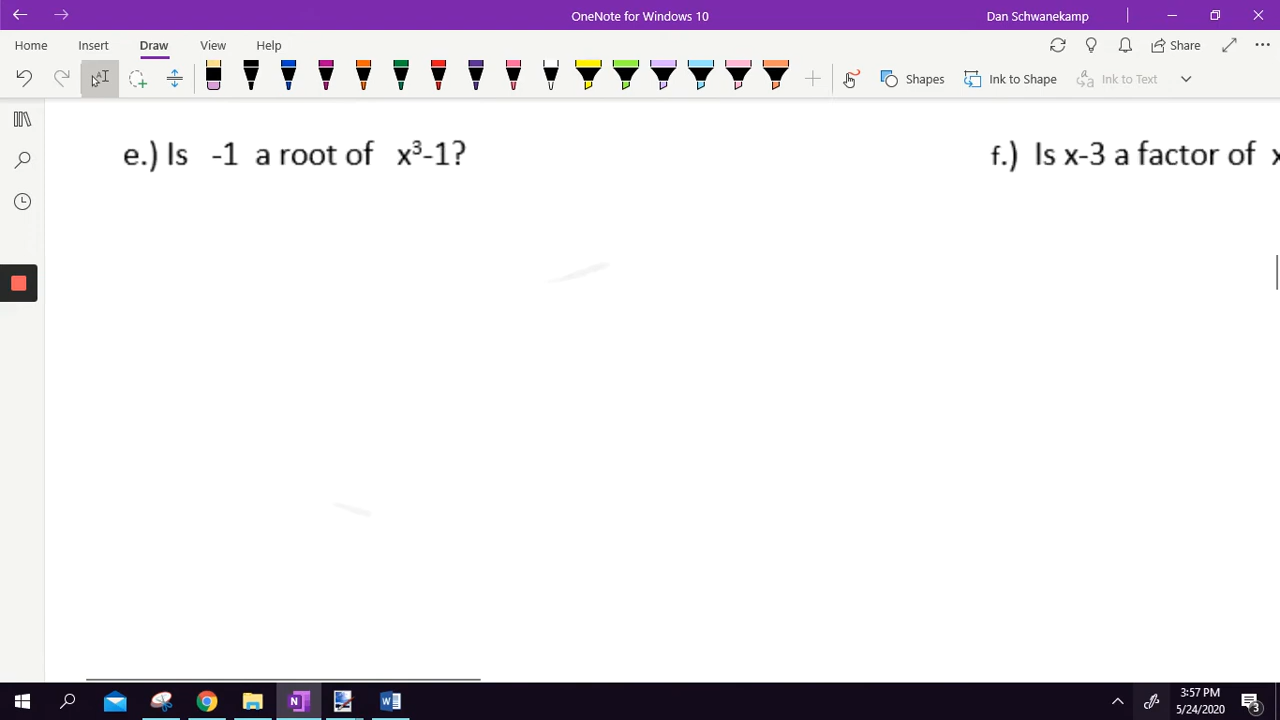 OneNote for Windows 10
Dan Schwanekamp
Home Insert Draw View Help
Share
Shapes
Ink to Shape
Ink to Text
e.) Is -1 a root of x³-1?
f.) Is x-3 a factor of x
3:57 PM
5/24/2020
3